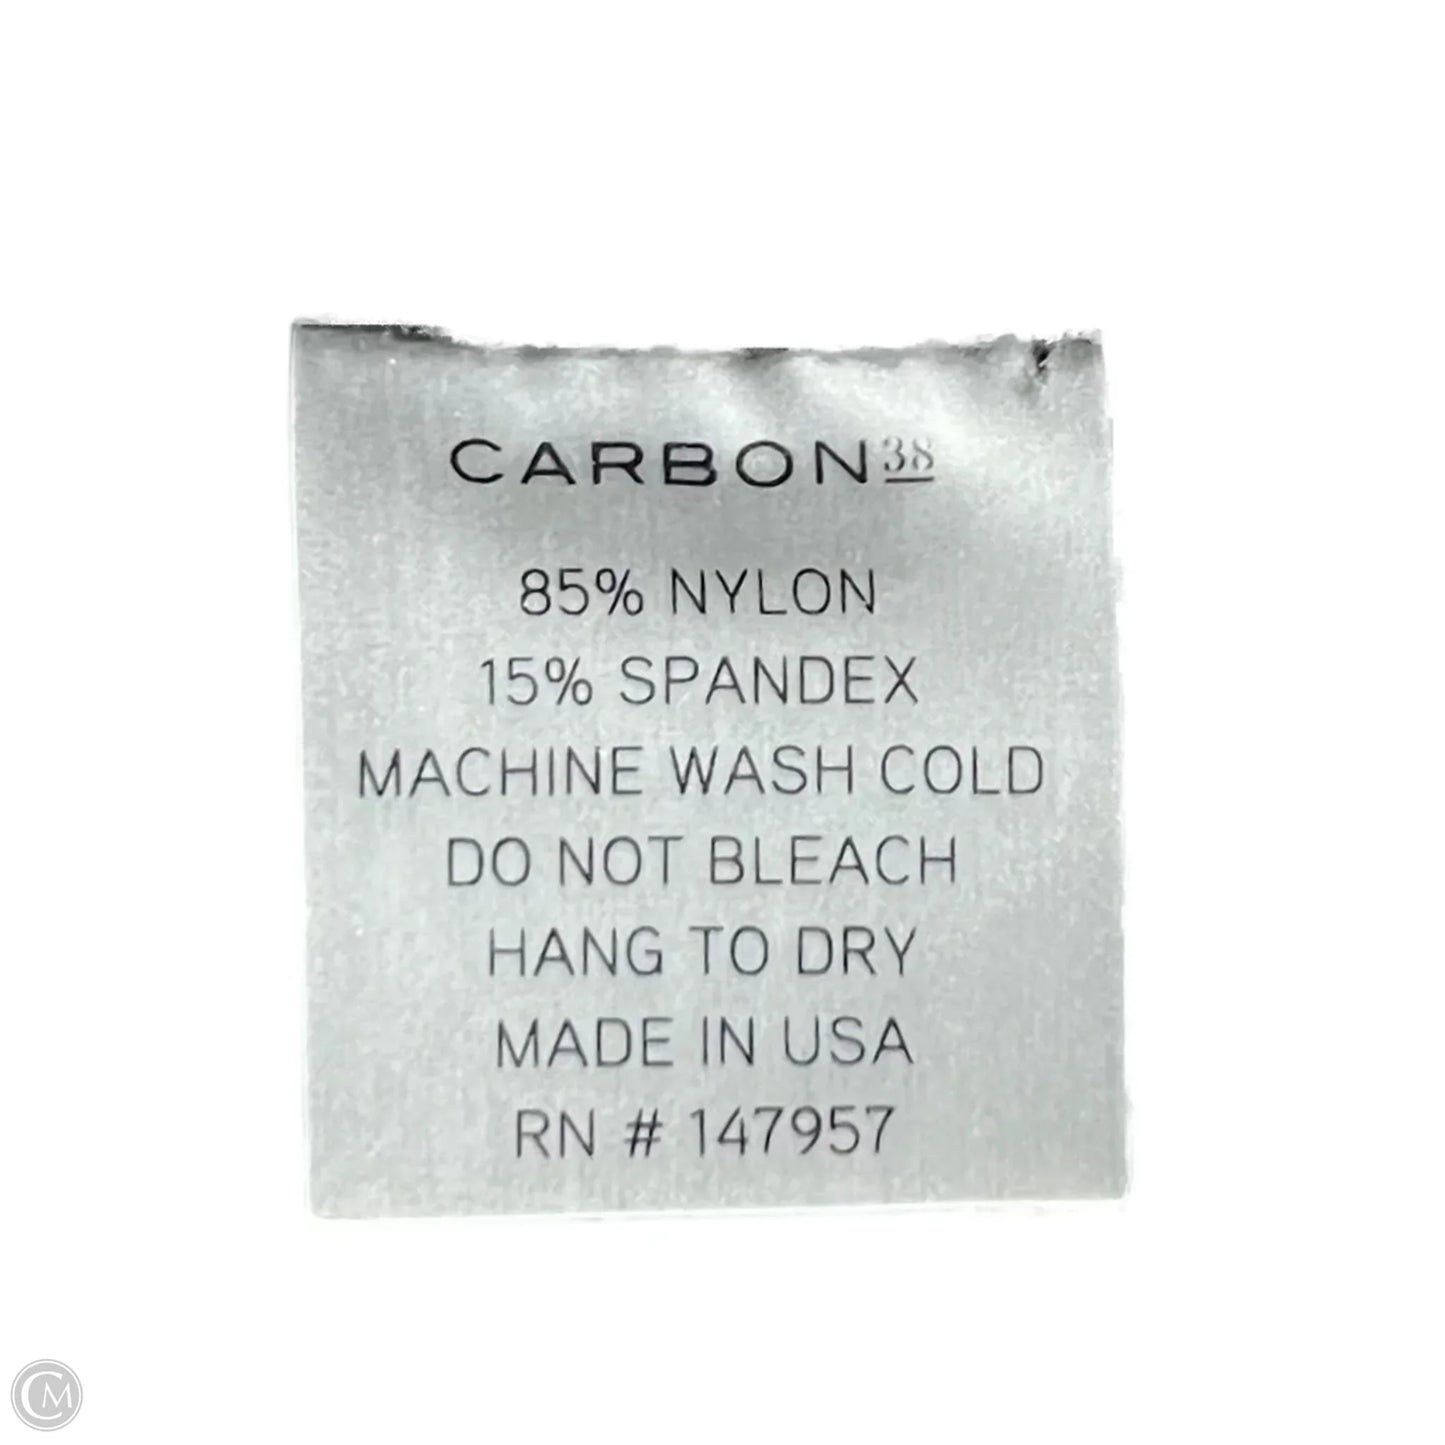 CARBON38
85% NYLON
15% SPANDEX
MACHINE WASH COLD
DO NOT BLEACH
HANG TO DRY
MADE IN USA
RN # 147957
CM